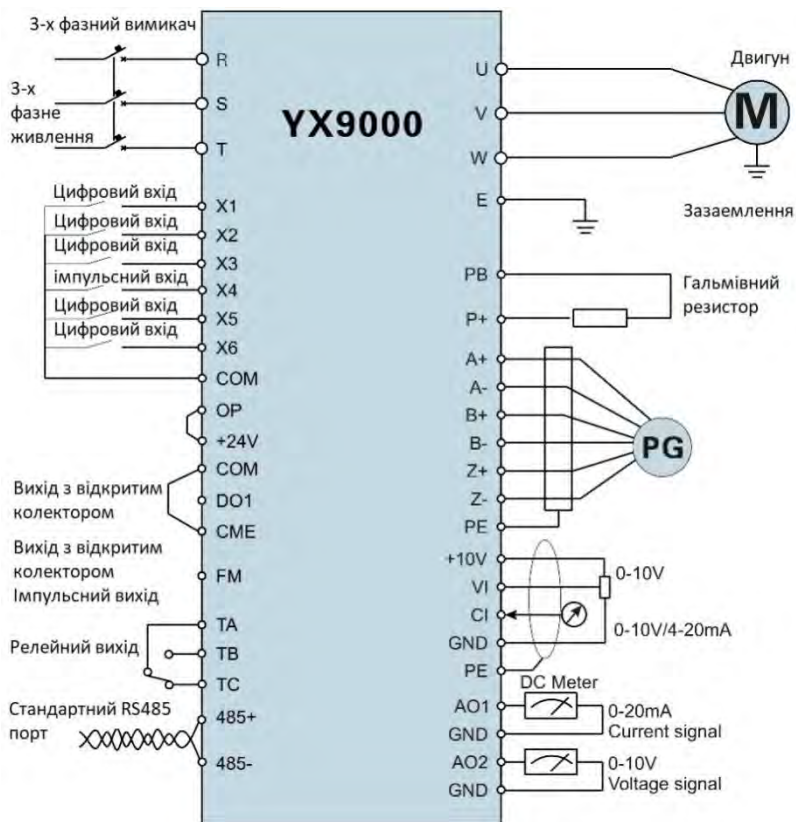 3-х фазний вимикач
3-х
фазне
живлення
R
S
T
YX9000
U
V
W
E
Двигун
M
Зазаемлення
Цифровий вхід
X1
Цифровий вхід
X2
Цифровий вхід
X3
імпульсний вхід
X4
Цифровий вхід
X5
Цифровий вхід
X6
COM
OP
+24V
COM
DO1
CME
FM
Вихід з відкритим
колектором
Вихід з відкритим
колектором
Імпульсний вихід
Релейний вихід
TA
TB
TC
Стандартний RS485
порт
485+
485-
PB
P+
Гальмівний
резистор
A+
A-
B+
B-
Z+
Z-
PE
PG
+10V
VI
CI
GND
PE
0-10V
0-10V/4-20mA
DC Meter
AO1
GND
0-20mA
Current signal
AO2
GND
0-10V
Voltage signal